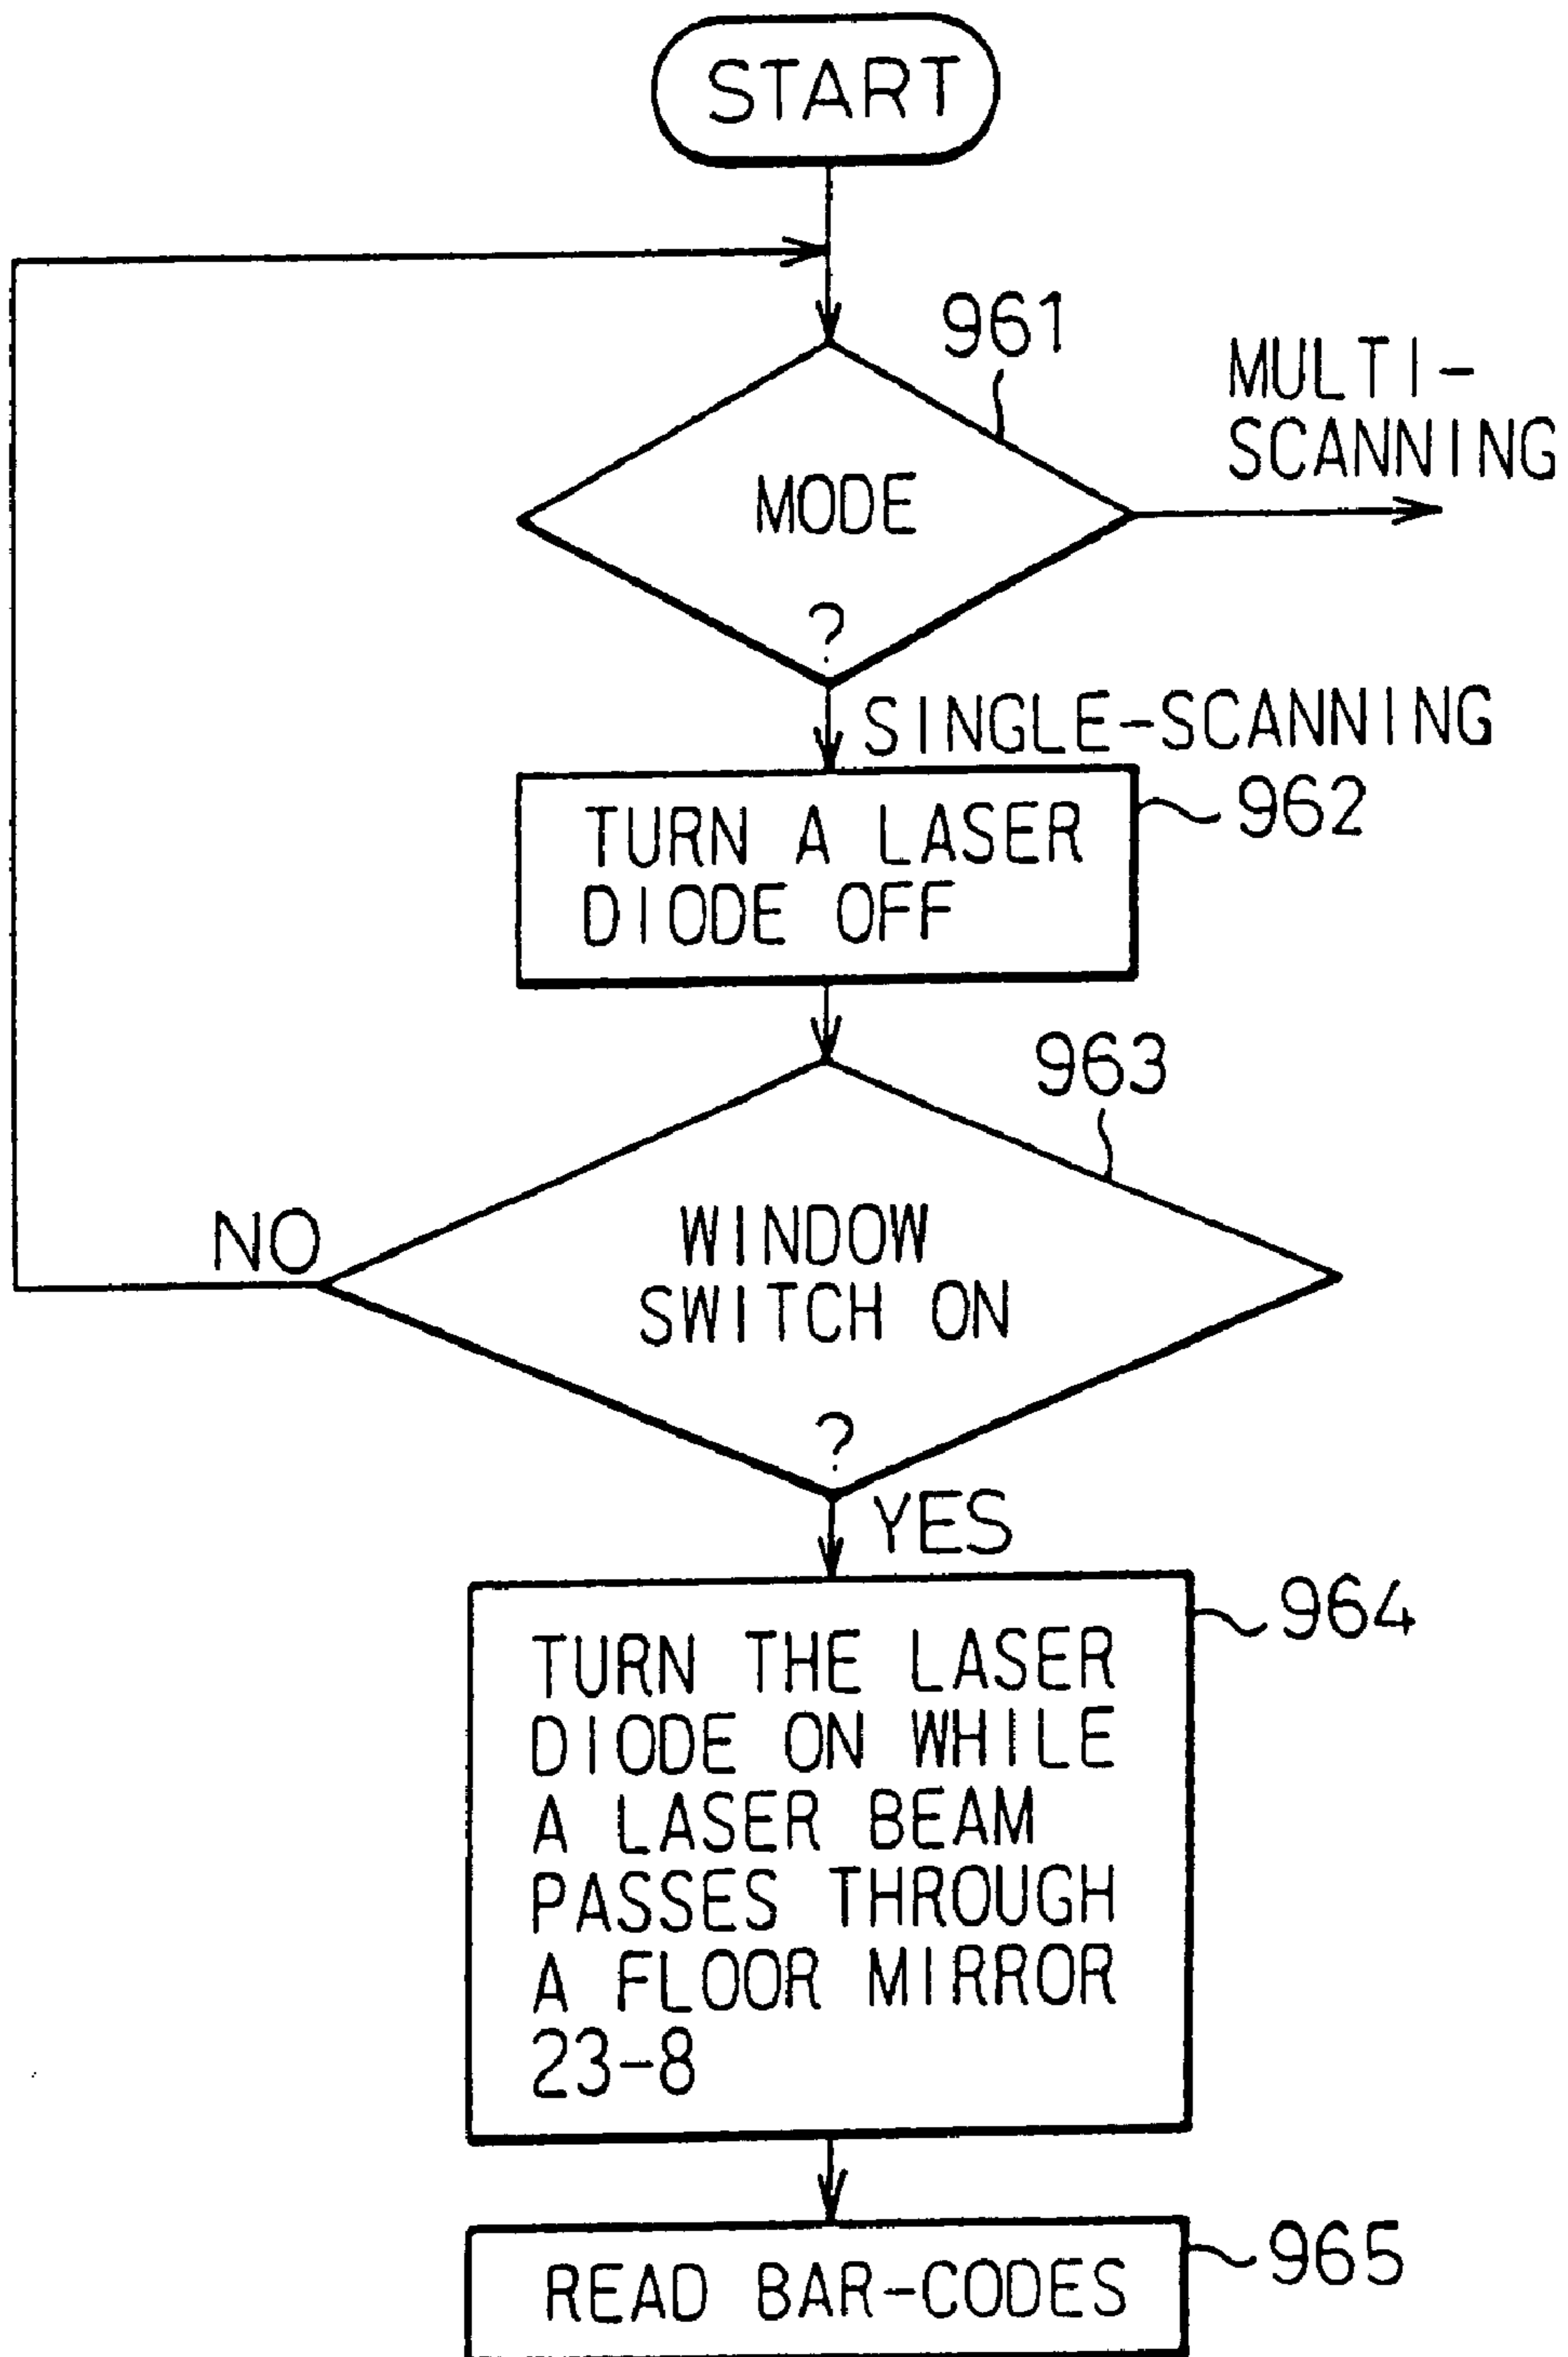 START
961
MULTI-
SCANNING
MODE
?
SINGLE-SCANNING
962
TURN A LASER
DIODE OFF
963
NO
WINDOW
SWITCH ON
?
YES
964
TURN THE LASER
DIODE ON WHILE
A LASER BEAM
PASSES THROUGH
A FLOOR MIRROR
23-8
965
READ BAR-CODES